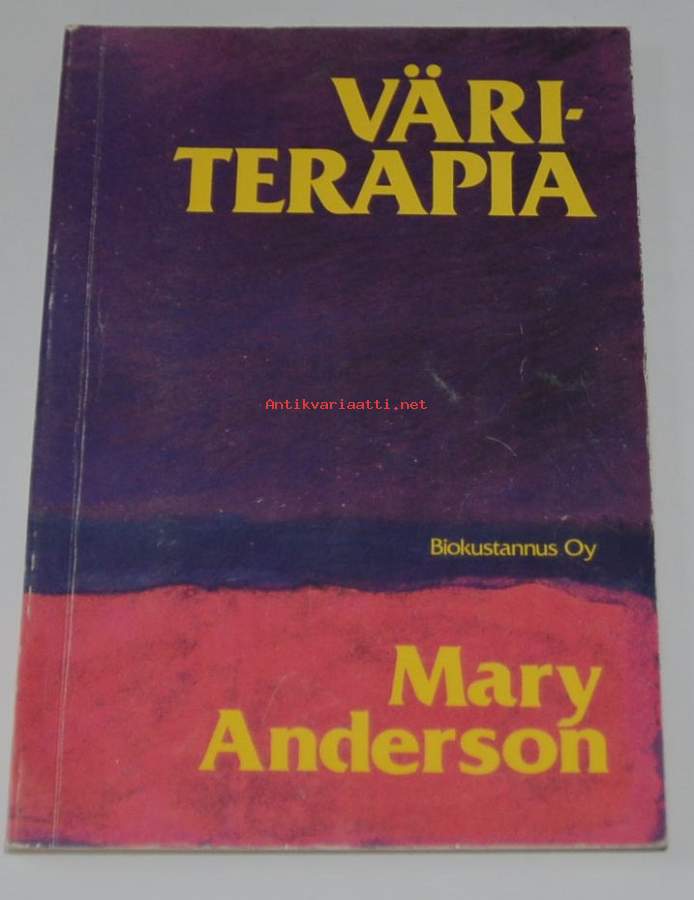 VÄRI-
TERAPIA
Antikvariaatti.net
Biokustannus Oy
Mary
Anderson